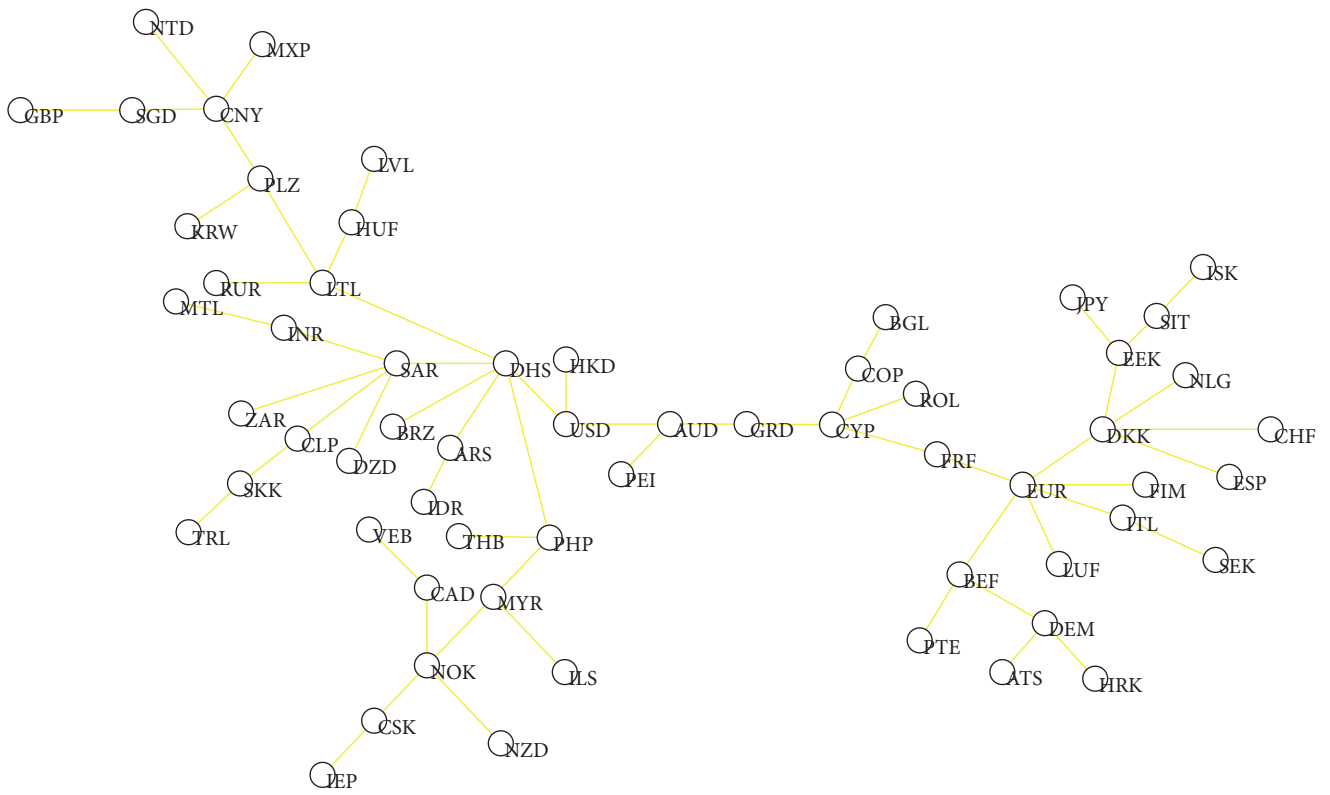 NTD
MXP
GBP
SGD
CNY
LVL
PLZ
KRW
HUF
RUR
LTL
MTL
INR
SAR
DHS
HKD
ZAR
BRZ
CLP
DZD
ARS
USD
AUD
GRD
CYP
BGL
COP
ROL
FRF
PEI
SKK
IDR
TRL
VEB
THB
PHP
CAD
MYR
NOK
ILS
CSK
NZD
IEP
ISK
JPY
SIT
EEK
NLG
DKK
CHF
ESP
EUR
FIM
ITL
SEK
LUF
BEF
DEM
PTE
ATS
HRK